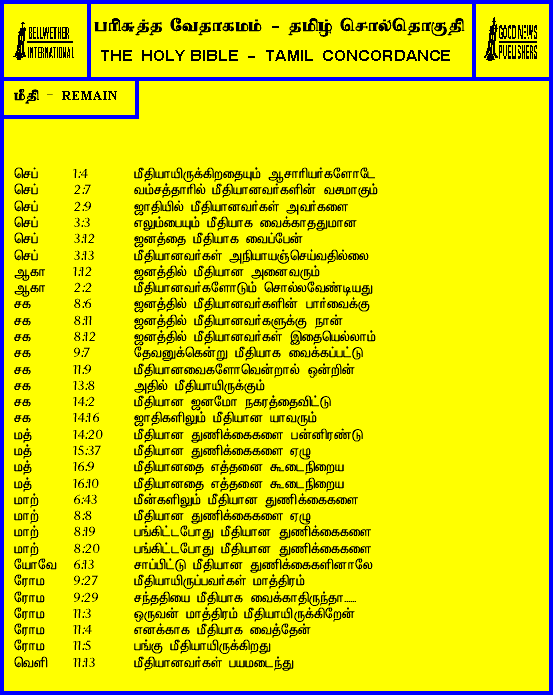 BELLWETHER
INTERNATIONAL
பரிசுத்த வேதாகமம் - தமிழ் சொல்தொகுதி
THE HOLY BIBLE - TAMIL CONCORDANCE
GOOD NEWS
PUBLISHERS
மீதி - REMAIN
செப் 1:4 மீதியாயிருக்கிறதையும் ஆசாரியர்களோடே
செப் 2:7 வம்சத்தாரில் மீதியானவர்களின் வசமாகும்
செப் 2:9 ஜாதியில் மீதியானவர்கள் அவர்களை
செப் 3:3 எலும்பையும் மீதியாக வைக்காததுமான
செப் 3:12 ஜனத்தை மீதியாக வைப்பேன்
செப் 3:13 மீதியானவர்கள் அநியாயஞ்செய்வதில்லை
ஆகா 1:12 ஜனத்தில் மீதியான அனைவரும்
ஆகா 2:2 மீதியானவர்களோடும் சொல்லவேண்டியது
சக 8:6 ஜனத்தில் மீதியானவர்களின் பார்வைக்கு
சக 8:11 ஜனத்தில் மீதியானவர்களுக்கு நான்
சக 8:12 ஜனத்தில் மீதியானவர்கள் இதையெல்லாம்
சக 9:7 தேவனுக்கென்று மீதியாக வைக்கப்பட்டு
சக 11:9 மீதியானவைகளோவென்றால் ஒன்றின்
சக 13:8 அதில் மீதியாயிருக்கும்
சக 14:2 மீதியான ஜனமோ நகரத்தைவிட்டு
சக 14:16 ஜாதிகளிலும் மீதியான யாவரும்
மத் 14:20 மீதியான துணிக்கைகளை பன்னிரண்டு
மத் 15:37 மீதியான துணிக்கைகளை ஏழு
மத் 16:9 மீதியானதை எத்தனை கூடைநிறைய
மத் 16:10 மீதியானதை எத்தனை கூடைநிறைய
மாற் 6:43 மீன்களிலும் மீதியான துணிக்கைகளை
மாற் 8:8 மீதியான துணிக்கைகளை ஏழு
மாற் 8:19 பங்கிட்டபோது மீதியான துணிக்கைகளை
மாற் 8:20 பங்கிட்டபோது மீதியான துணிக்கைகளை
யோவே 6:13 சாப்பிட்டு மீதியான துணிக்கைகளினாலே
ரோம 9:27 மீதியாயிருப்பவர்கள் மாத்திரம்
ரோம 9:29 சந்ததியை மீதியாக வைக்காதிருந்தா.....
ரோம 11:3 ஒருவன் மாத்திரம் மீதியாயிருக்கிறேன்
ரோம 11:4 எனக்காக மீதியாக வைத்தேன்
ரோம 11:5 பங்கு மீதியாயிருக்கிறது
வெளி 11:13 மீதியானவர்கள் பயமடைந்து